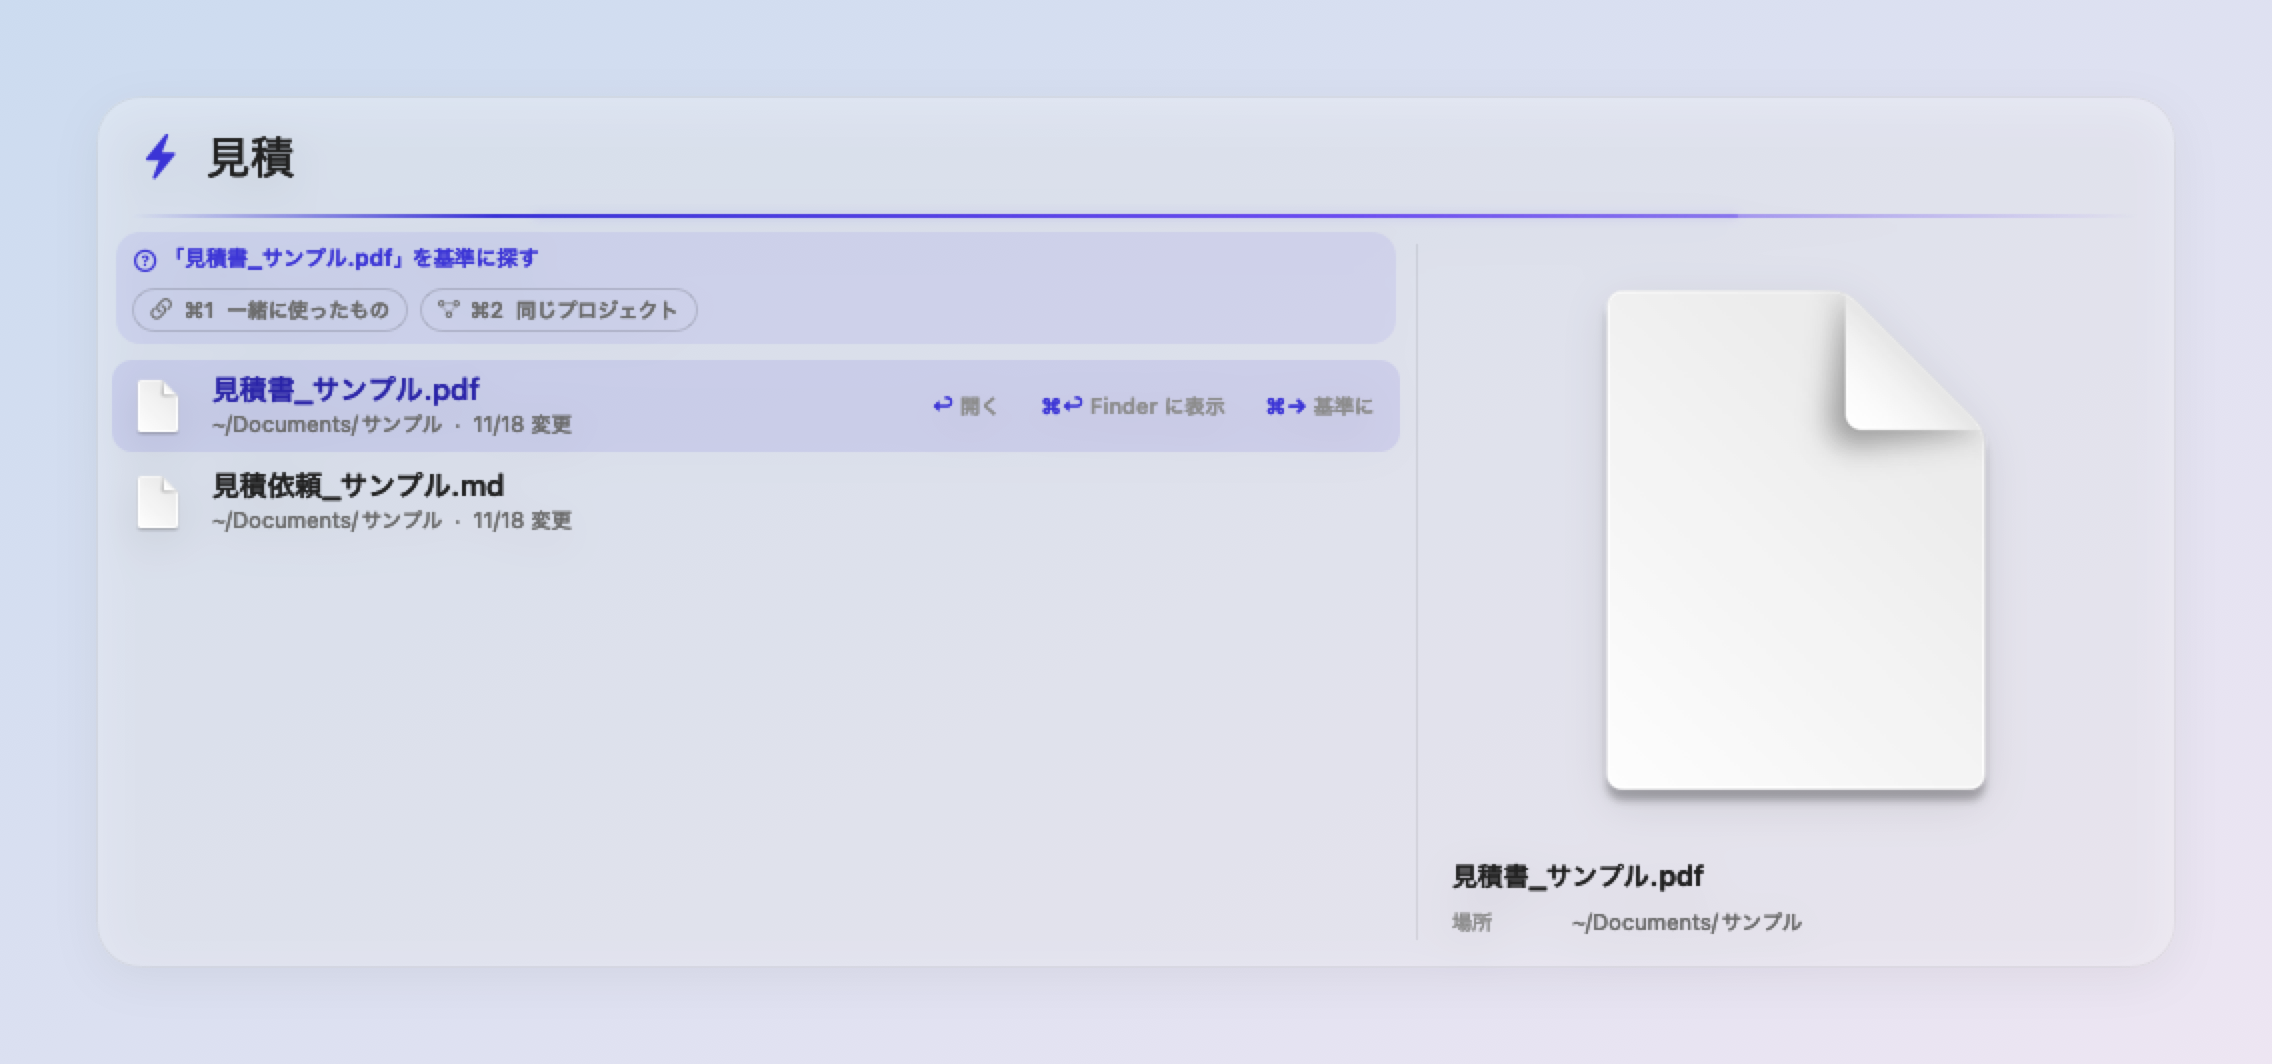 見積
「見積書_サンプル.pdf」を基準に探す
⌘1 一緒に使ったもの ⌘2 同じプロジェクト
見積書_サンプル.pdf
~/Documents/サンプル · 11/18 変更
↩ 開く ⌘↩ Finder に表示 ⌘→ 基準に
見積依頼_サンプル.md
~/Documents/サンプル · 11/18 変更
見積書_サンプル.pdf
場所 ~/Documents/サンプル